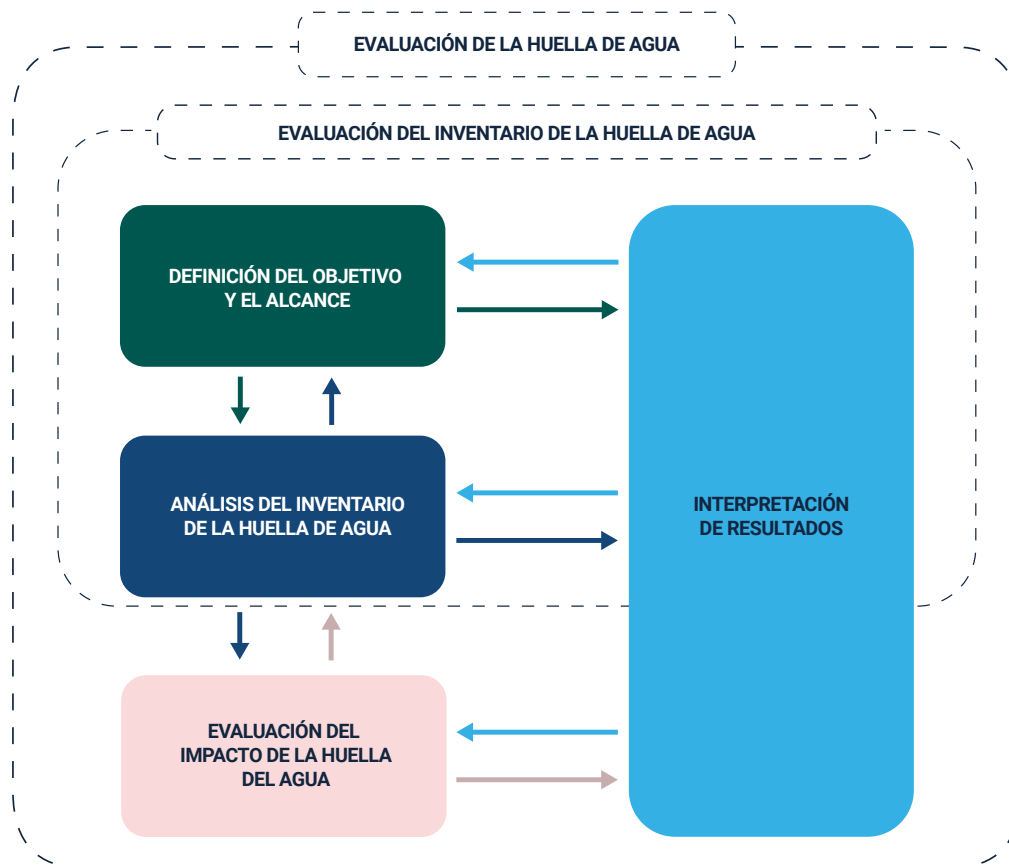 EVALUACIÓN DE LA HUELLA DE AGUA
EVALUACIÓN DEL INVENTARIO DE LA HUELLA DE AGUA
DEFINICIÓN DEL OBJETIVO
Y EL ALCANCE
ANÁLISIS DEL INVENTARIO
DE LA HUELLA DE AGUA
INTERPRETACIÓN
DE RESULTADOS
EVALUACIÓN DEL
IMPACTO DE LA HUELLA
DEL AGUA